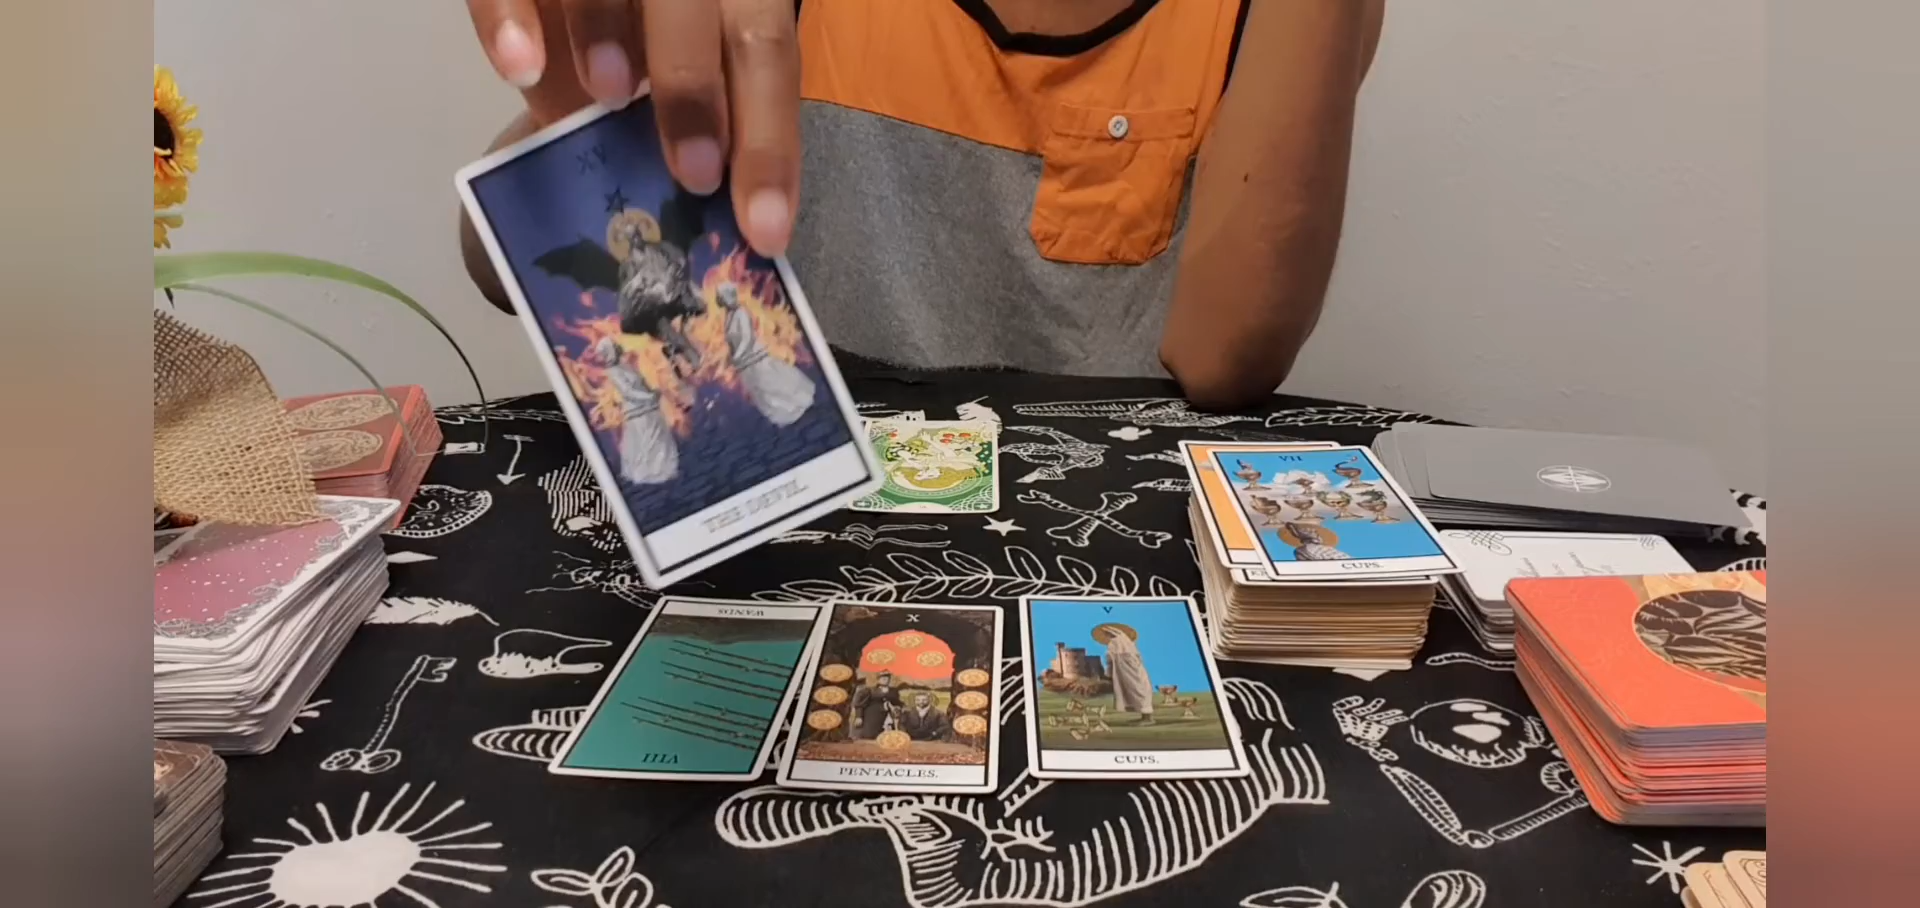 XV
THE DEVIL
VII
CUPS.
WANDS
VIII
X
PENTACLES.
V
CUPS.